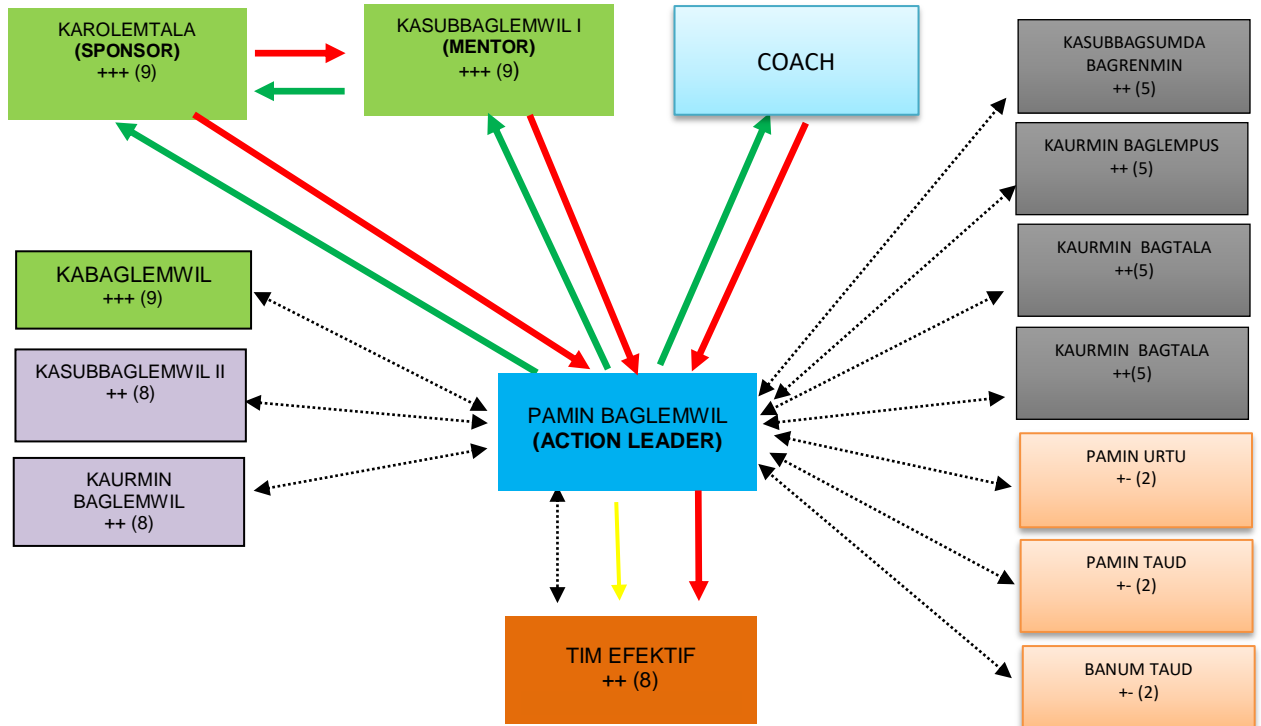 KAROLEMTALA
(SPONSOR)
+++ (9)
KASUBBAGLEMWIL I
(MENTOR)
+++ (9)
COACH
KASUBBAGSUMDA
BAGRENMIN
++ (5)
KAURMIN BAGLEMPUS
++ (5)
KAURMIN BAGTALA
++(5)
KAURMIN BAGTALA
++(5)
KABAGLEMWIL
+++ (9)
KASUBBAGLEMWIL II
++ (8)
KAURMIN
BAGLEMWIL
++ (8)
PAMIN BAGLEMWIL
(ACTION LEADER)
PAMIN URTU
+- (2)
PAMIN TAUD
+- (2)
BANUM TAUD
+- (2)
TIM EFEKTIF
++ (8)